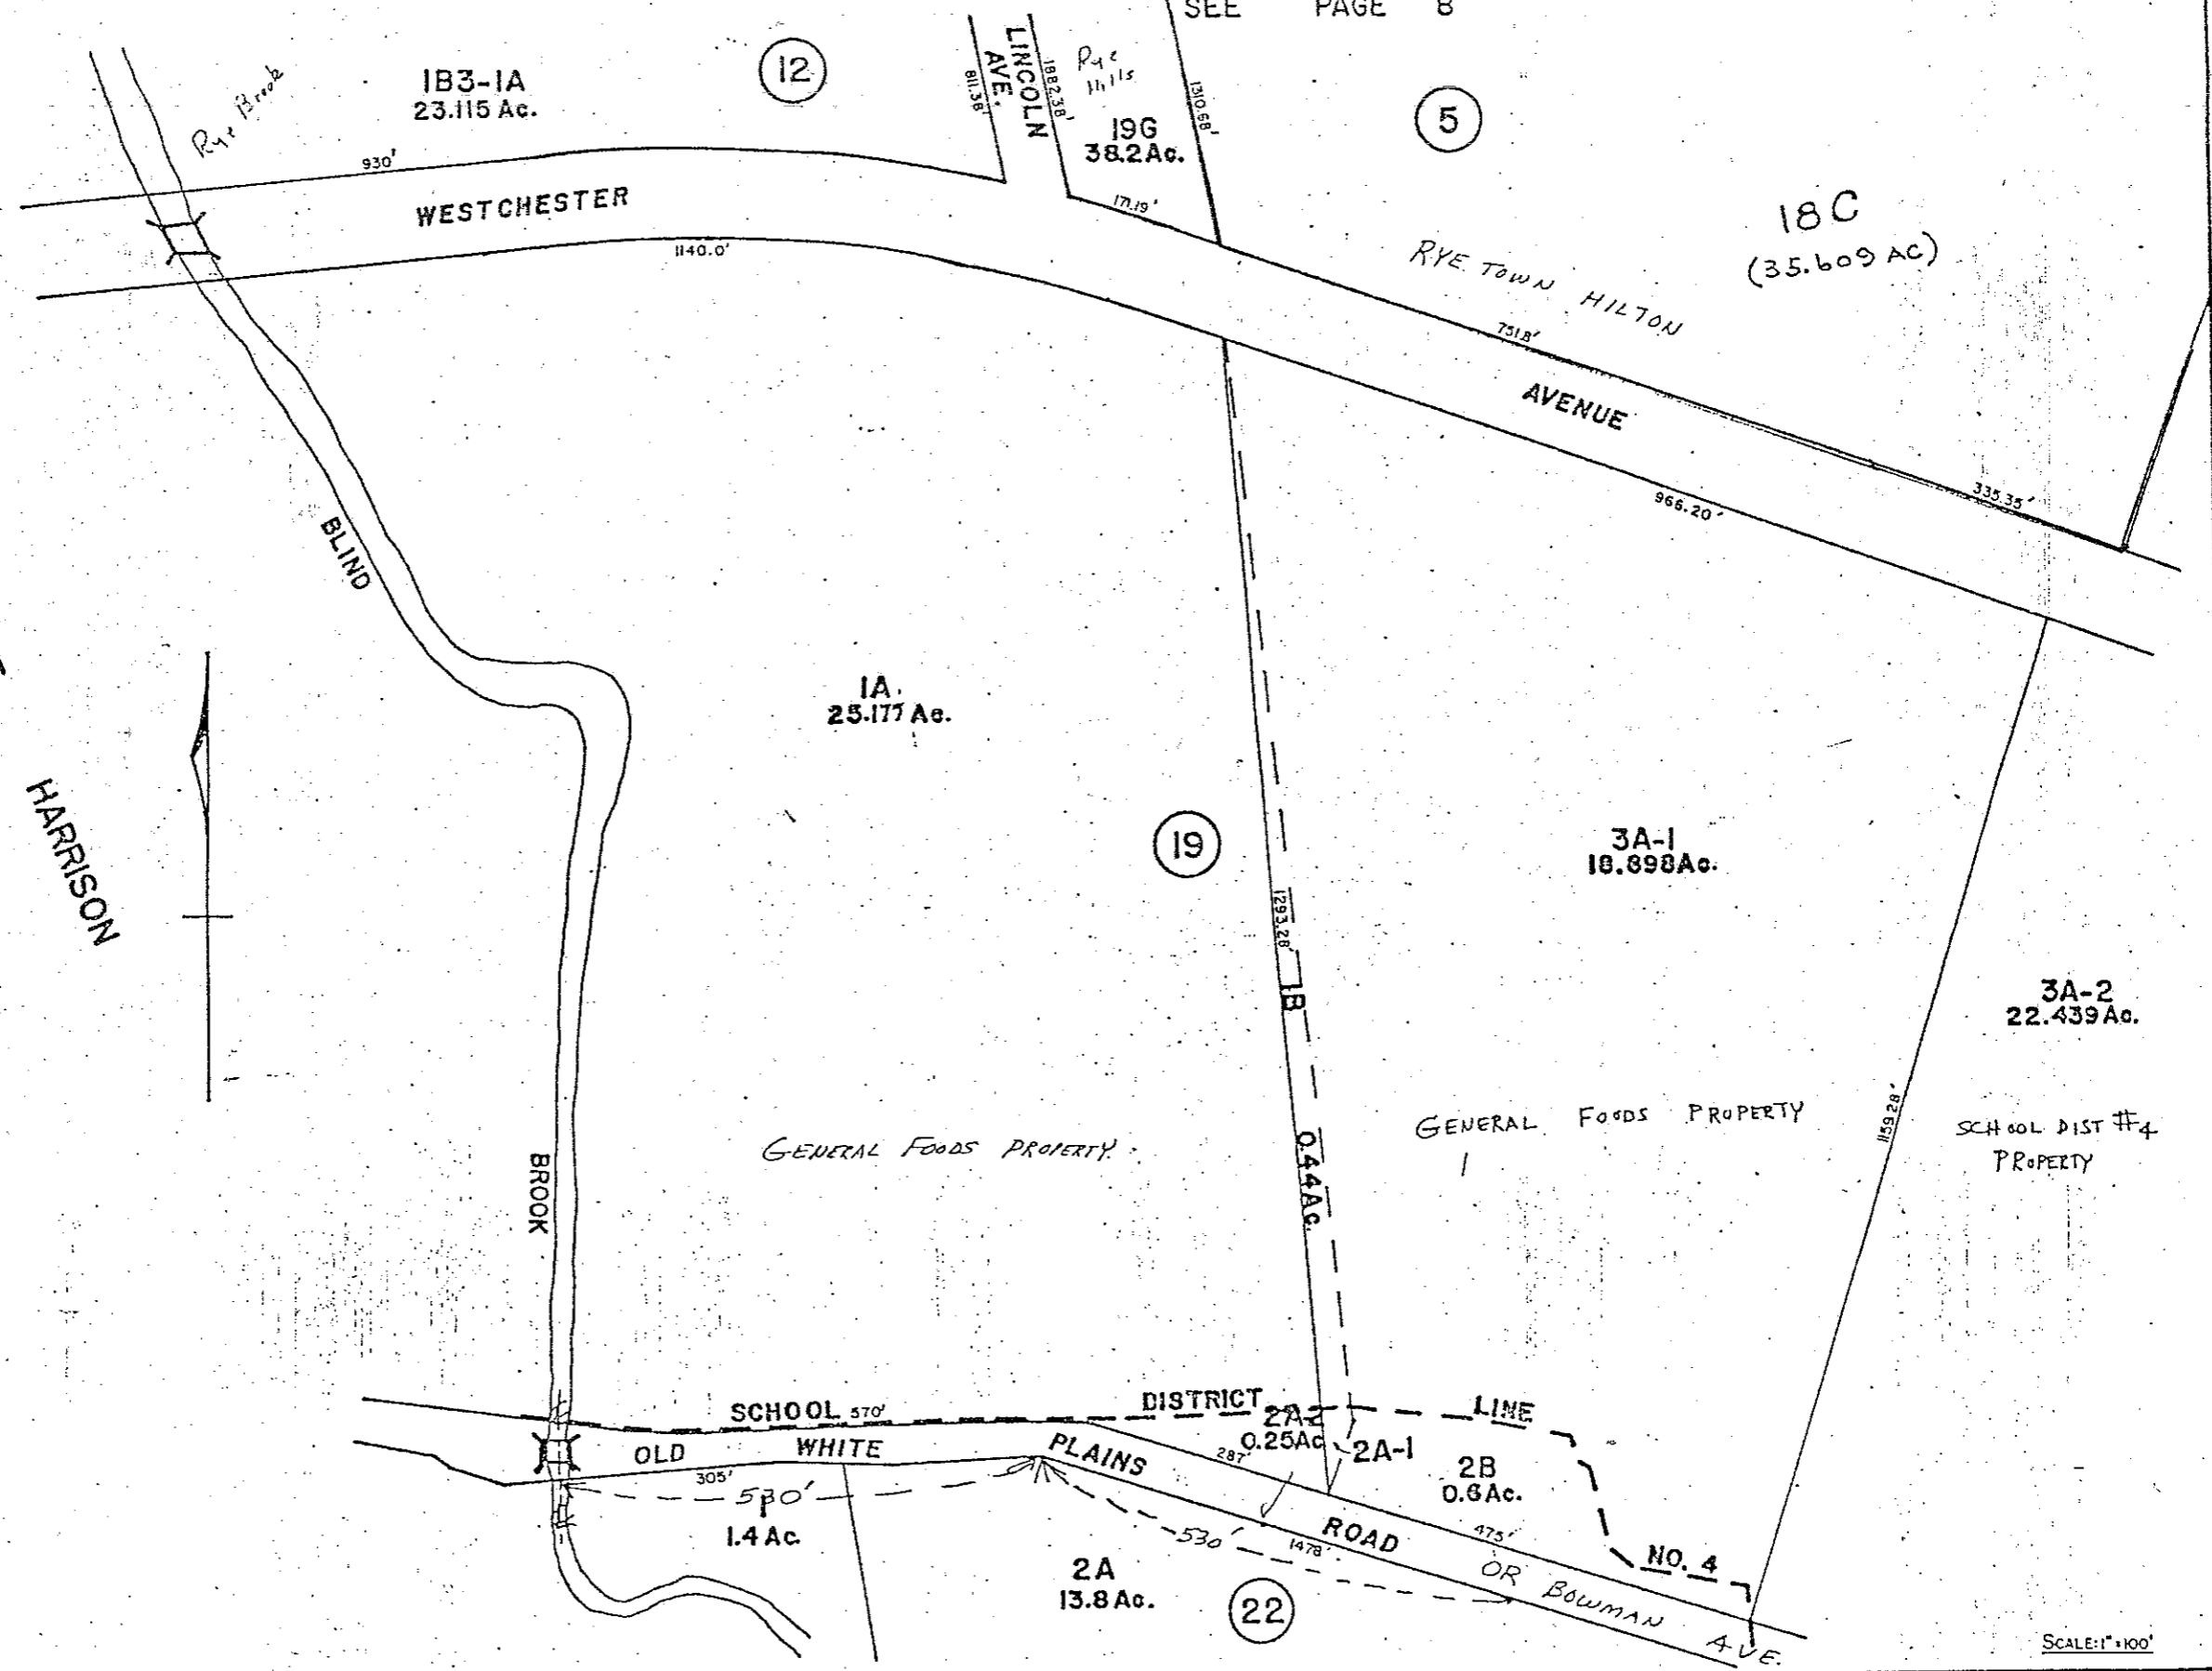 SEE PAGE 8
Rye Brook
1B3-1A
23.115 Ac.
12
811.38'
LINCOLN
AVE.
1882.38'
Rye
Hills
19G
38.2 Ac.
1310.68'
5
18C
(35.609 AC)
930'
WESTCHESTER
1140.0'
171.19'
RYE TOWN HILTON
751.8'
AVENUE
966.20'
335.35'
BLIND
1A.
25.177 Ac.
HARRISON
19
3A-1
18.898 Ac.
1293.28'
1B
0.44 Ac.
3A-2
22.439 Ac.
GENERAL FOODS PROPERTY
GENERAL FOODS PROPERTY
1159.28'
SCHOOL DIST #4
PROPERTY
BROOK
SCHOOL 570'
DISTRICT
LINE
2A-2
0.25 Ac
2A-1
OLD WHITE
PLAINS
287'
2B
0.6 Ac.
305'
530'
1
1.4 Ac.
530'
1478'
ROAD
475'
NO. 4
2A
13.8 Ac.
22
OR BOWMAN AVE.
SCALE: 1"=100'